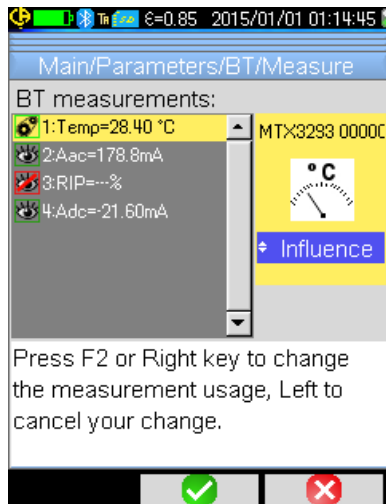 ε=0.85 2015/01/01 01:14:45
Main/Parameters/BT/Measure
BT measurements:
1:Temp=28.40 °C
MTX3293 0000
2:Aac=178.8mA
°C
3:RIP=---%
4:Adc=-21.60mA
Influence
Press F2 or Right key to change
the measurement usage, Left to
cancel your change.